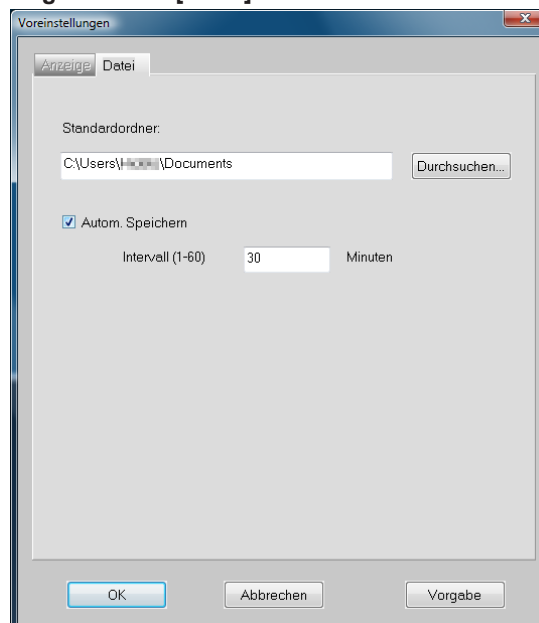 Voreinstellungen
Anzeige Datei
Standardordner:
C:\Users\ \Documents Durchsuchen...
Autom. Speichern
Intervall (1-60) 30 Minuten
OK Abbrechen Vorgabe